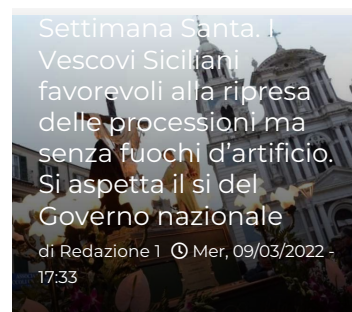 Settimana Santa. I
Vescovi Siciliani
favorevoli alla ripresa
delle processioni ma
senza fuochi d'artificio.
Si aspetta il si del
Governo nazionale
di Redazione 1 Mer, 09/03/2022 -
17:33